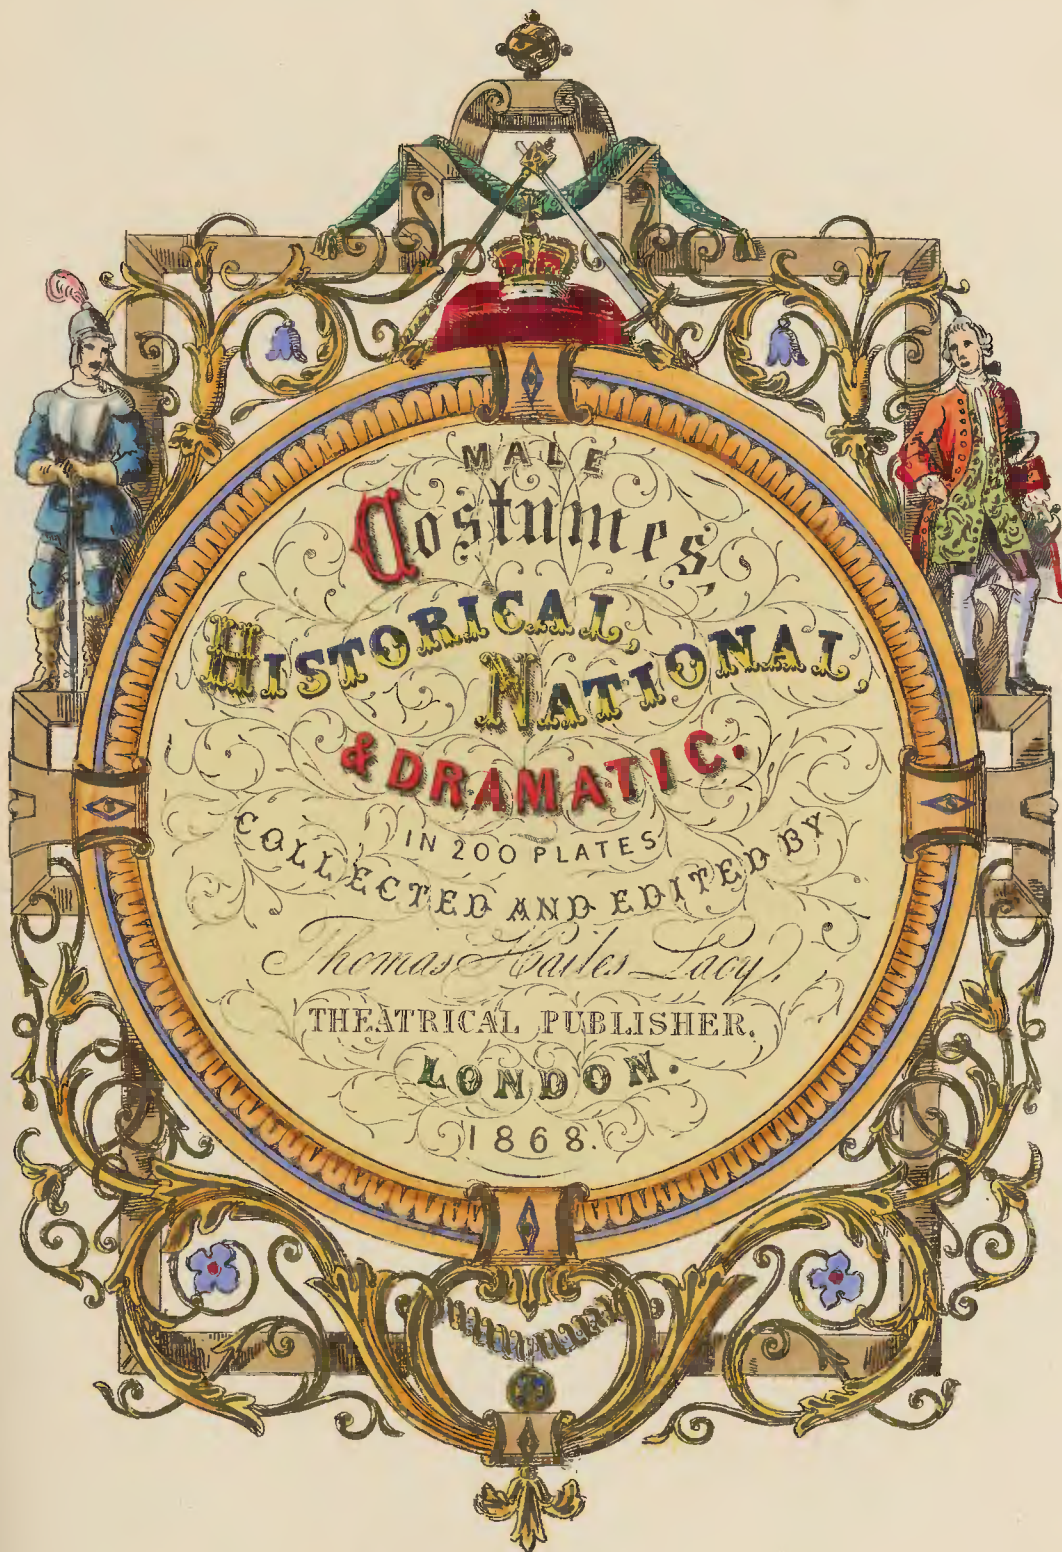 MALE
Costumes,
HISTORICAL,
NATIONAL,
& DRAMATIC.
IN 200 PLATES
COLLECTED AND EDITED BY
Thomas Hailes Lacy,
THEATRICAL PUBLISHER.
LONDON.
1868.